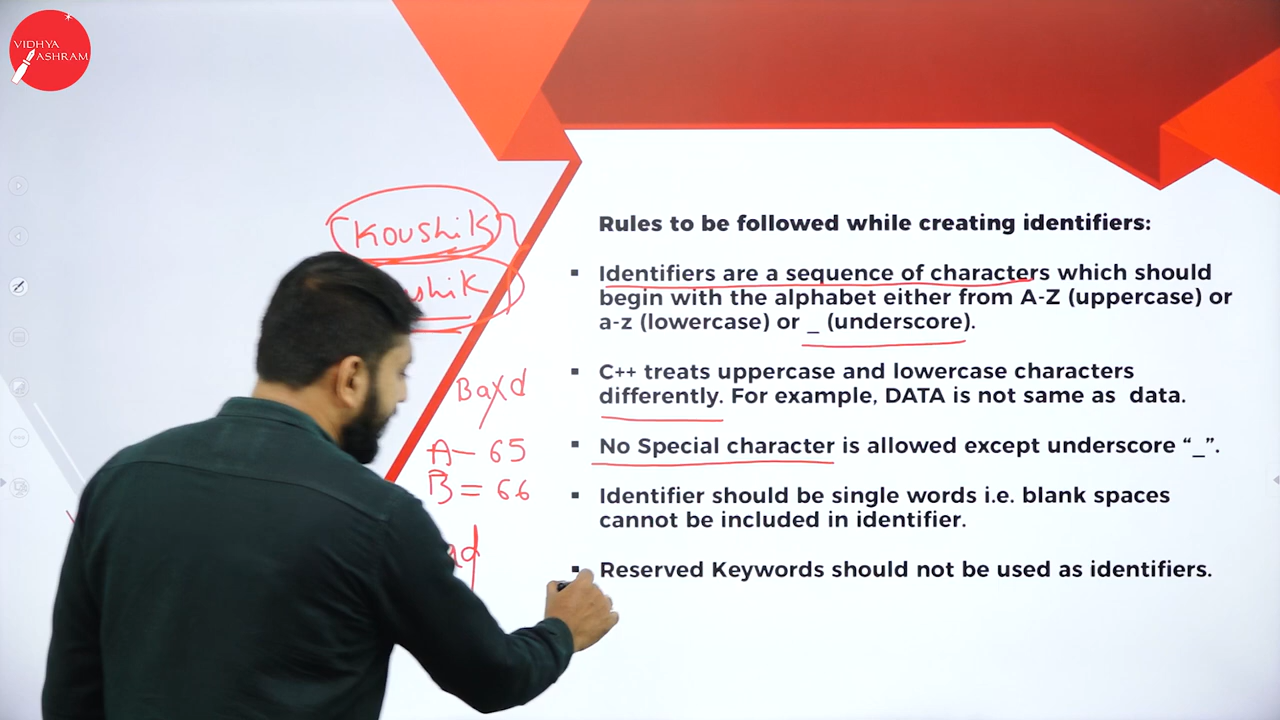 VIDHYA
ASHRAM
Koushik
Rules to be followed while creating identifiers:
▪ Identifiers are a sequence of characters which should
begin with the alphabet either from A-Z (uppercase) or
a-z (lowercase) or _ (underscore).
▪ C++ treats uppercase and lowercase characters
differently. For example, DATA is not same as data.
▪ No Special character is allowed except underscore “_”.
▪ Identifier should be single words i.e. blank spaces
cannot be included in identifier.
▪ Reserved Keywords should not be used as identifiers.
A - 65
B = 66